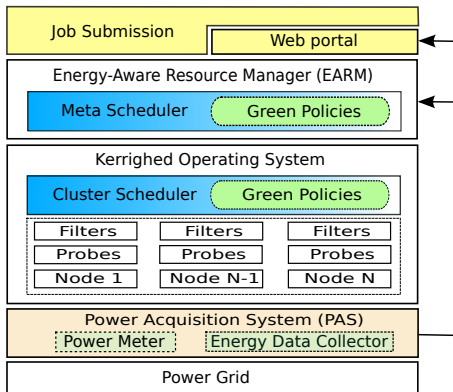 Job Submission
Web portal
Energy-Aware Resource Manager (EARM)
Meta Scheduler Green Policies
Kerrighed Operating System
Cluster Scheduler Green Policies
Filters Filters Filters
Probes Probes Probes
Node 1 Node N-1 Node N
Power Acquisition System (PAS)
Power Meter Energy Data Collector
Power Grid